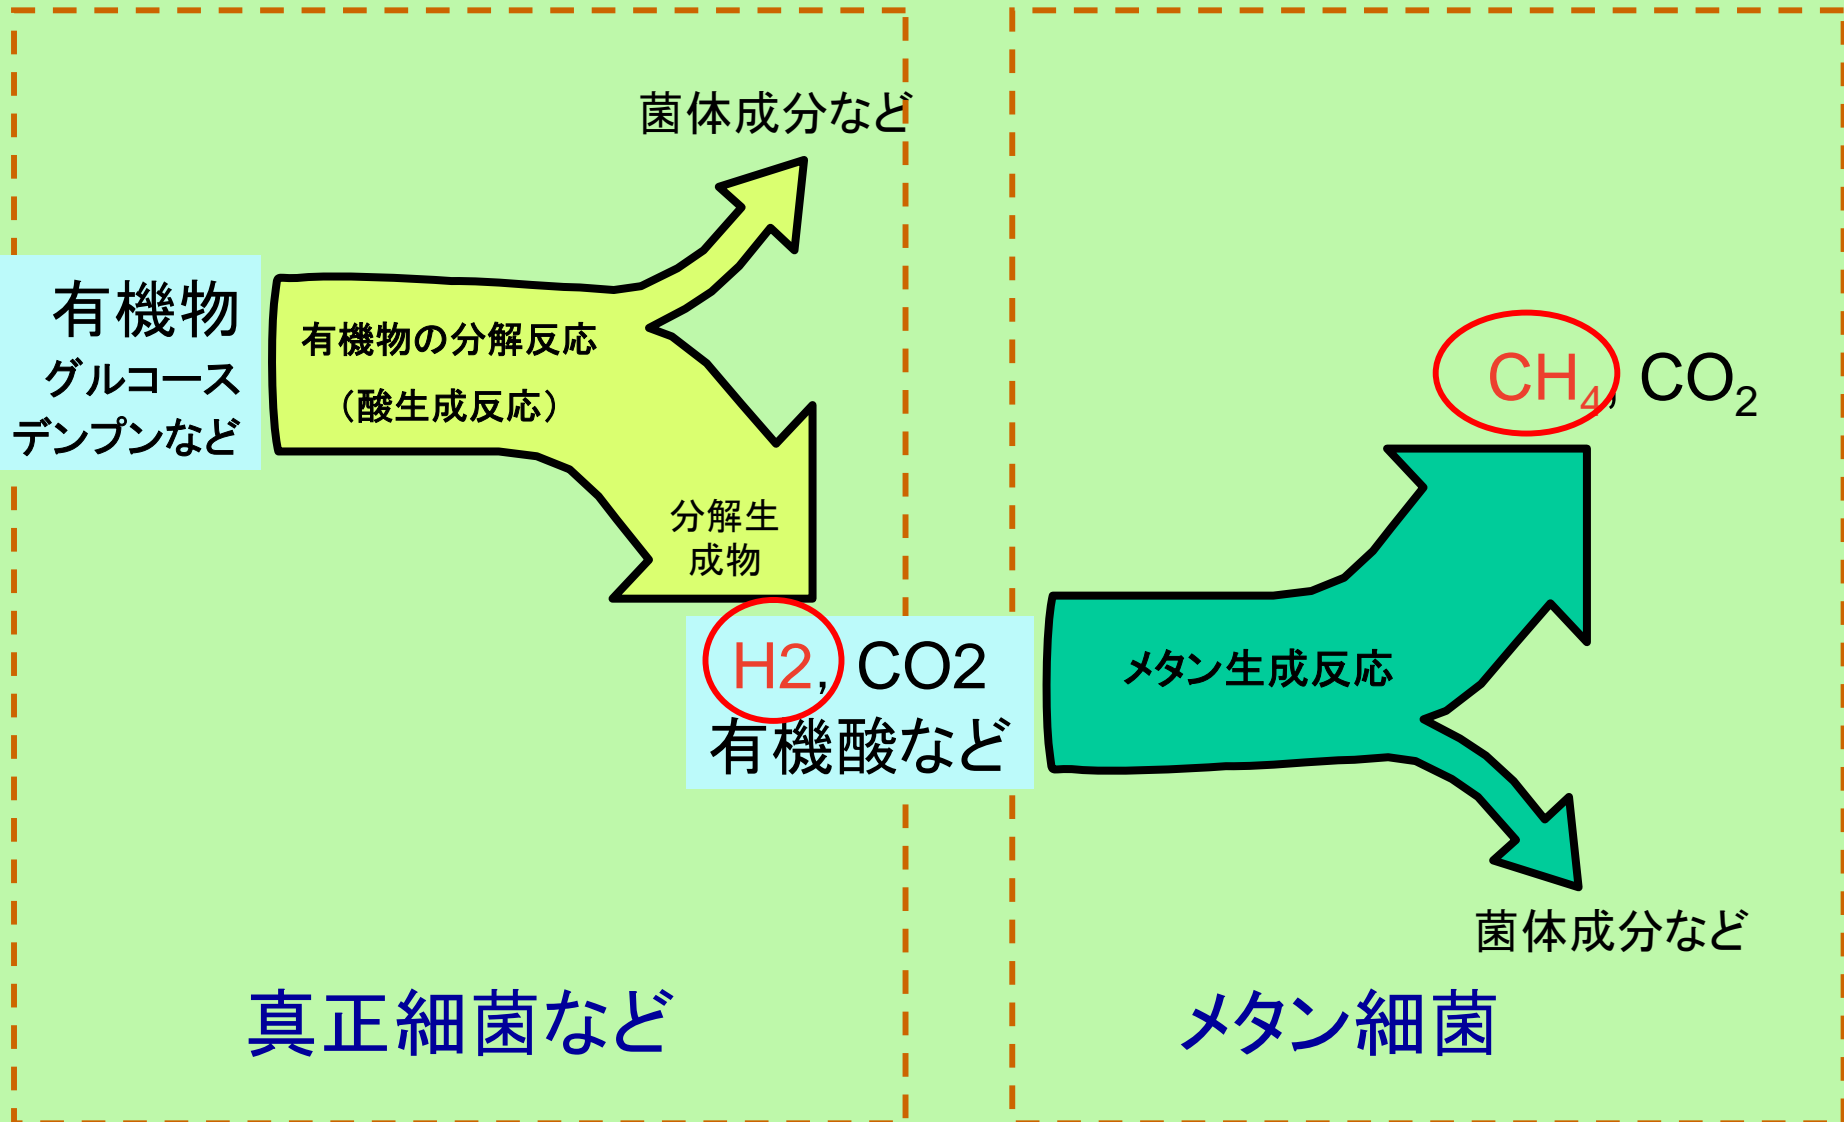 菌体成分など
有機物
グルコース
デンプンなど
有機物の分解反応
（酸生成反応）
分解生
成物
H2, CO2
有機酸など
真正細菌など
CH₄, CO₂
メタン生成反応
菌体成分など
メタン細菌